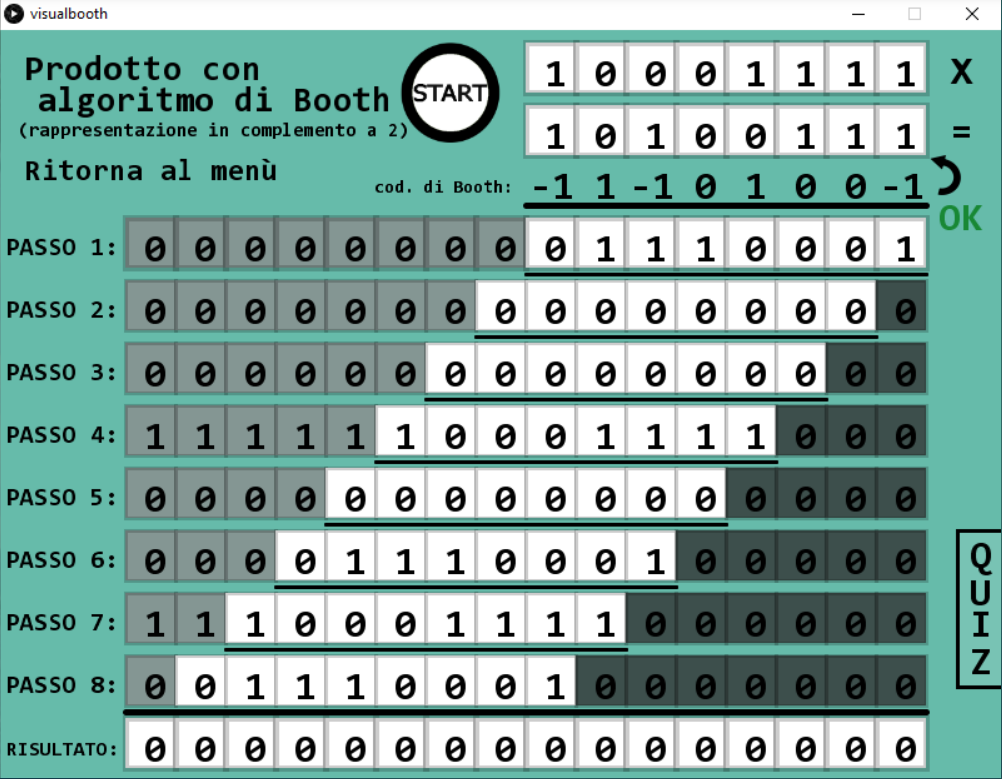 visualbooth
Prodotto con
algoritmo di Booth
(rappresentazione in complemento a 2)
Ritorna al menù
START
1 0 0 0 1 1 1 1 X
1 0 1 0 0 1 1 1 =
cod. di Booth: -1 1 -1 0 1 0 0 -1
OK
PASSO 1: 0 0 0 0 0 0 0 0 0 1 1 1 0 0 0 1
PASSO 2: 0 0 0 0 0 0 0 0 0 0 0 0 0 0 0 0
PASSO 3: 0 0 0 0 0 0 0 0 0 0 0 0 0 0 0 0
PASSO 4: 1 1 1 1 1 1 0 0 0 1 1 1 1 0 0 0
PASSO 5: 0 0 0 0 0 0 0 0 0 0 0 0 0 0 0 0
PASSO 6: 0 0 0 0 1 1 1 0 0 0 1 0 0 0 0 0
PASSO 7: 1 1 1 0 0 0 1 1 1 1 0 0 0 0 0 0
PASSO 8: 0 0 1 1 1 0 0 0 1 0 0 0 0 0 0 0
RISULTATO: 0 0 0 0 0 0 0 0 0 0 0 0 0 0 0 0
QUIZ